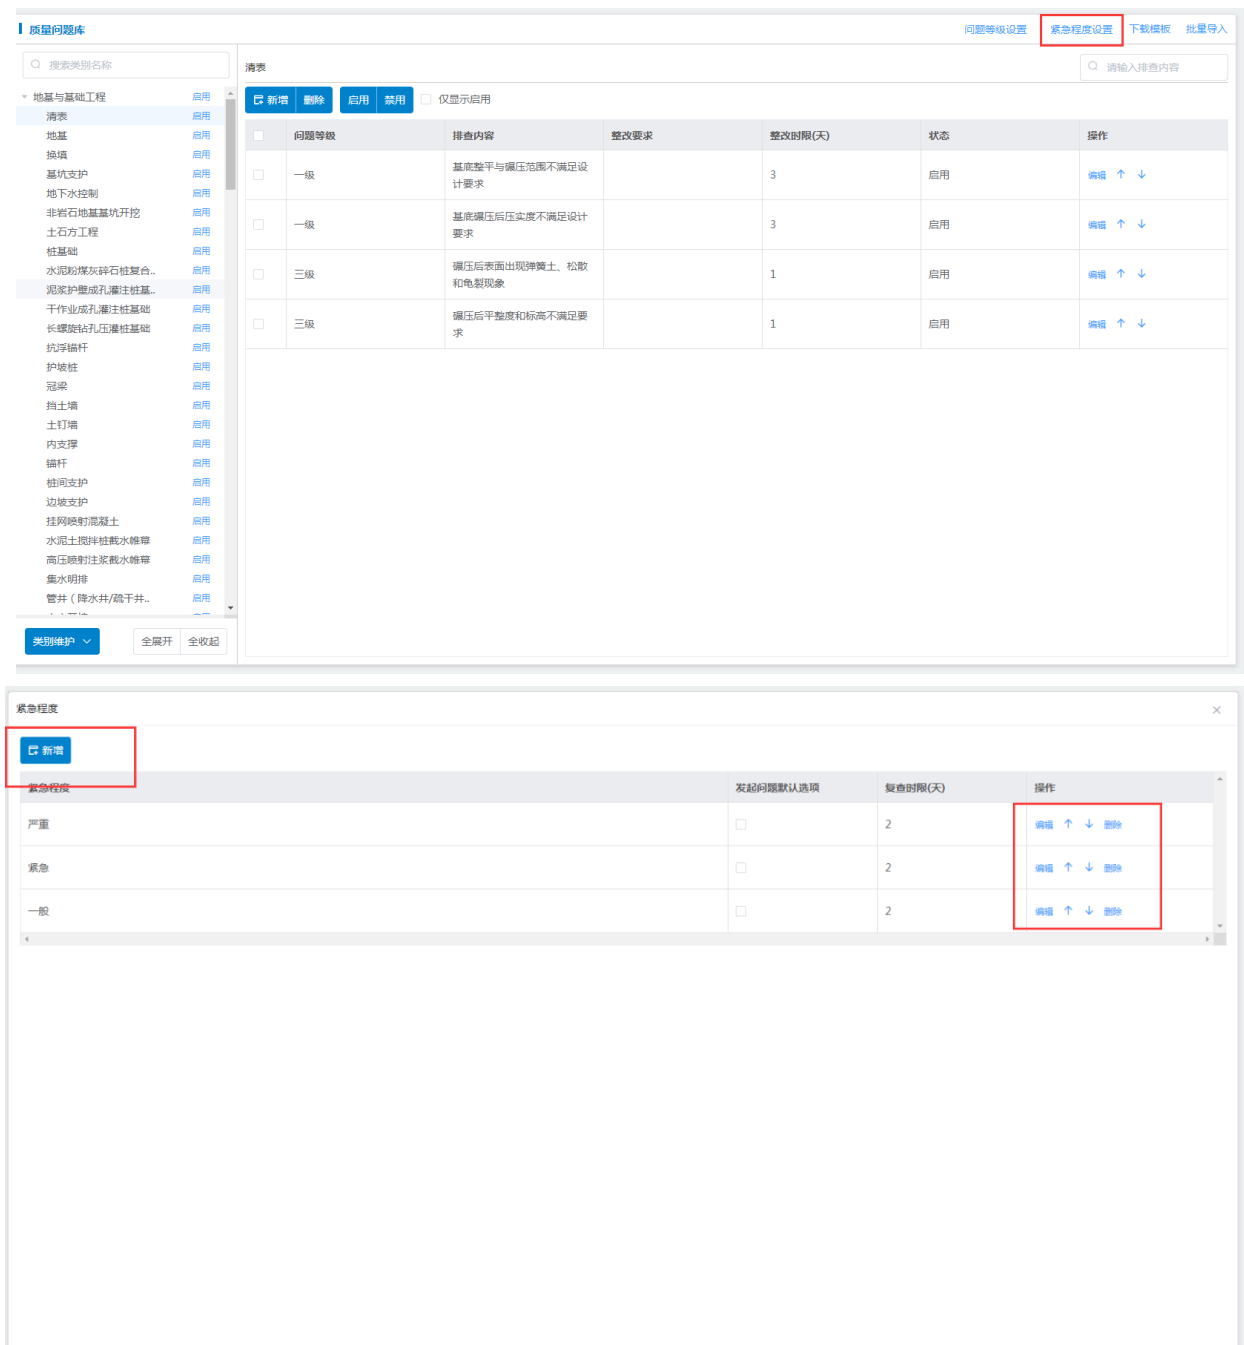 质量问题库
问题等级设置 紧急程度设置 下载模板 批量导入
搜索类别名称
清表
请输入排查内容
地基与基础工程 启用
新增 删除 启用 禁用 仅显示启用
清表 启用
地基 启用
换填 启用
基坑支护 启用
地下水控制 启用
非岩石地基基坑开挖 启用
土石方工程 启用
桩基础 启用
水泥粉煤灰碎石桩复合.. 启用
泥浆护壁成孔灌注桩基.. 启用
干作业成孔灌注桩基础 启用
长螺旋钻孔压灌桩基础 启用
抗浮锚杆 启用
护坡桩 启用
冠梁 启用
挡土墙 启用
土钉墙 启用
内支撑 启用
锚杆 启用
桩间支护 启用
边坡支护 启用
挂网喷射混凝土 启用
水泥土搅拌桩截水帷幕 启用
高压喷射注浆截水帷幕 启用
集水明排 启用
管井（降水井/疏干井.. 启用
类别维护 全展开 全收起
问题等级 排查内容 整改要求 整改时限(天) 状态 操作
一级 基底整平与碾压范围不满足设 3 启用 编辑 ↑ ↓
计要求
一级 基底碾压后压实度不满足设计 3 启用 编辑 ↑ ↓
要求
三级 碾压后表面出现弹簧土、松散 1 启用 编辑 ↑ ↓
和龟裂现象
三级 碾压后平整度和标高不满足要 1 启用 编辑 ↑ ↓
求
紧急程度
新增
紧急程度 发起问题默认选项 复查时限(天) 操作
严重 2 编辑 ↑ ↓ 删除
紧急 2 编辑 ↑ ↓ 删除
一般 2 编辑 ↑ ↓ 删除